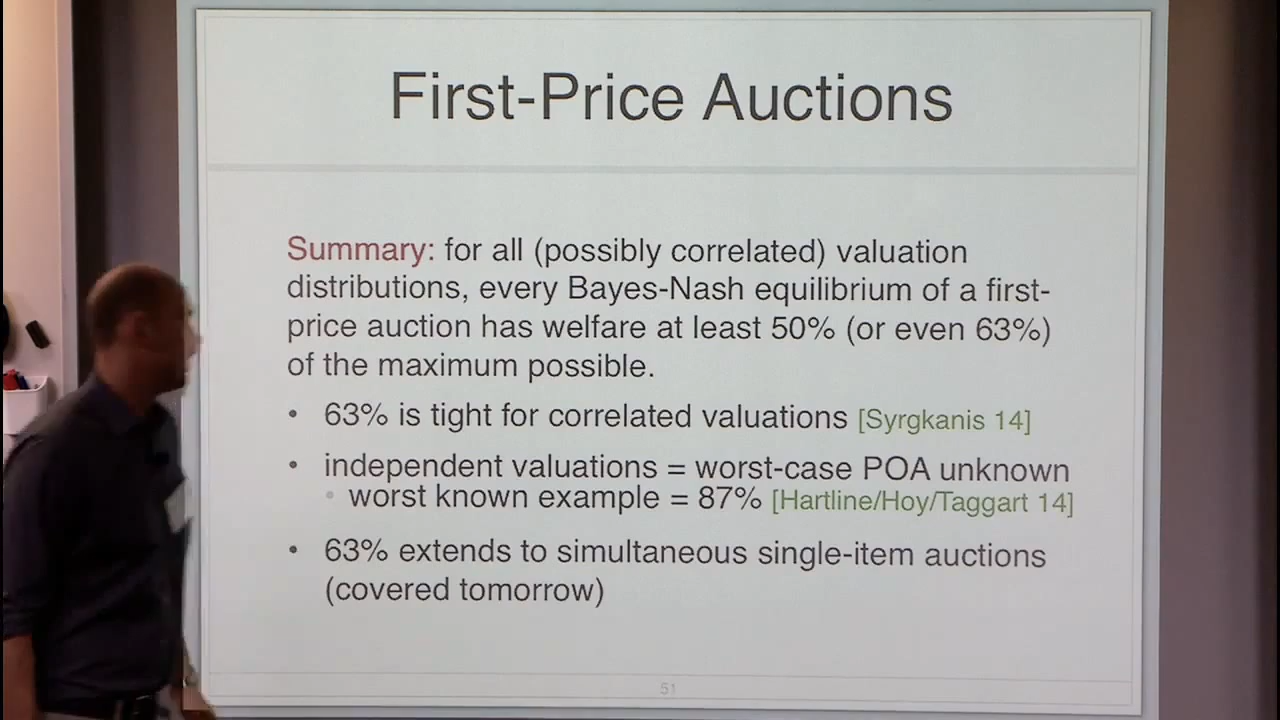 First-Price Auctions
Summary: for all (possibly correlated) valuation
distributions, every Bayes-Nash equilibrium of a first-
price auction has welfare at least 50% (or even 63%)
of the maximum possible.
• 63% is tight for correlated valuations [Syrgkanis 14]
• independent valuations = worst-case POA unknown
• worst known example = 87% [Hartline/Hoy/Taggart 14]
• 63% extends to simultaneous single-item auctions
(covered tomorrow)
51